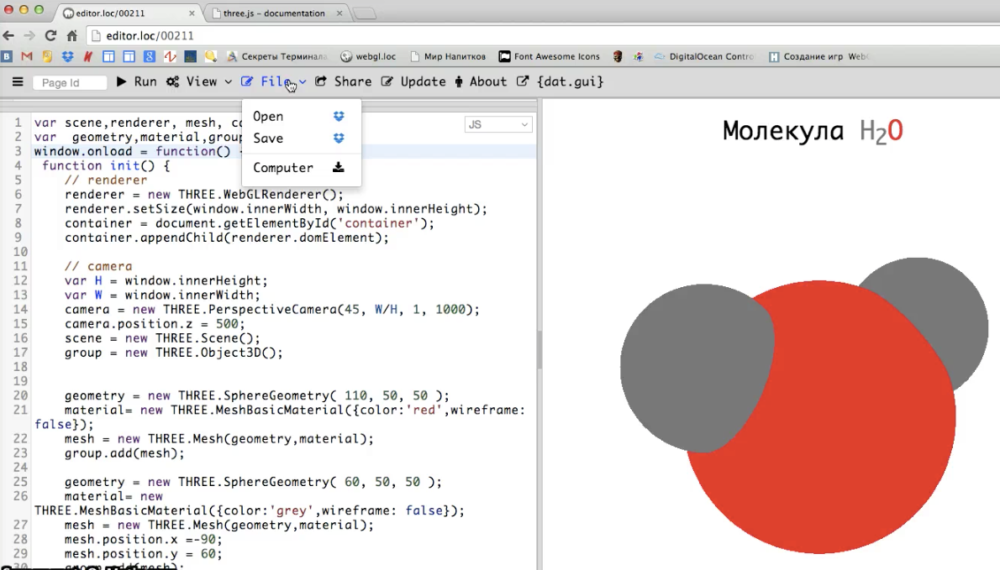 editor.loc/00211
three.js – documentation
editor.loc/00211
Секреты Терминала
webgl.loc
Мир Напитков
Font Awesome Icons
DigitalOcean Contro
Создание игр Web
Page Id
Run
View
File
Share
Update
About
{dat.gui}
Open
Save
Computer
JS
1 var scene,renderer, mesh, ca
2 var  geometry,material,group
3 window.onload = function()
4  function init() {
5     // renderer
6     renderer = new THREE.WebGLRenderer();
7     renderer.setSize(window.innerWidth, window.innerHeight);
8     container = document.getElementById('container');
9     container.appendChild(renderer.domElement);
10
11     // camera
12     var H = window.innerHeight;
13     var W = window.innerWidth;
14     camera = new THREE.PerspectiveCamera(45, W/H, 1, 1000);
15     camera.position.z = 500;
16     scene = new THREE.Scene();
17     group = new THREE.Object3D();
18
19
20     geometry = new THREE.SphereGeometry( 110, 50, 50 );
21     material= new THREE.MeshBasicMaterial({color:'red',wireframe:
false});
22     mesh = new THREE.Mesh(geometry,material);
23     group.add(mesh);
24
25     geometry = new THREE.SphereGeometry( 60, 50, 50 );
26     material= new
THREE.MeshBasicMaterial({color:'grey',wireframe: false});
27     mesh = new THREE.Mesh(geometry,material);
28     mesh.position.x =-90;
29     mesh.position.y = 60;
Молекула H₂O